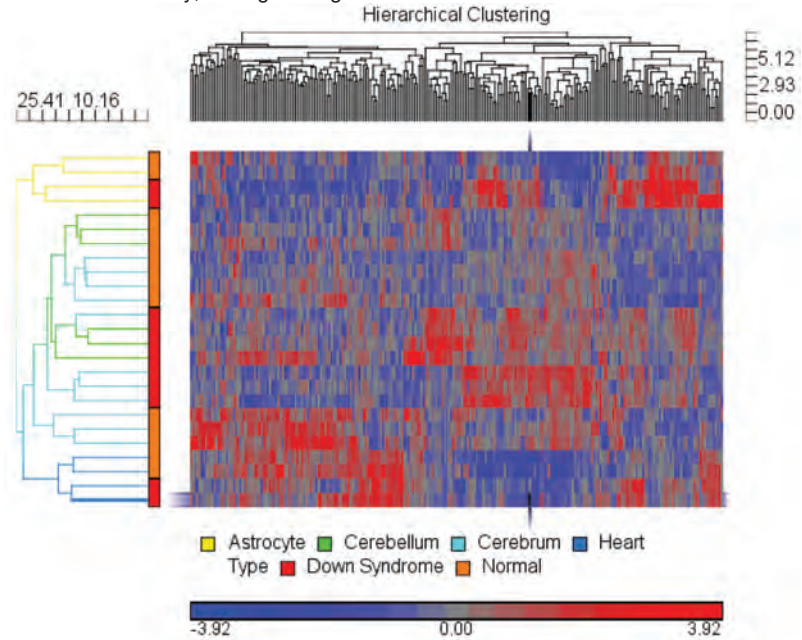 Hierarchical Clustering
5.12
2.93
0.00
25.41 10.16
Astrocyte Cerebellum Cerebrum Heart
Type Down Syndrome Normal
-3.92 0.00 3.92